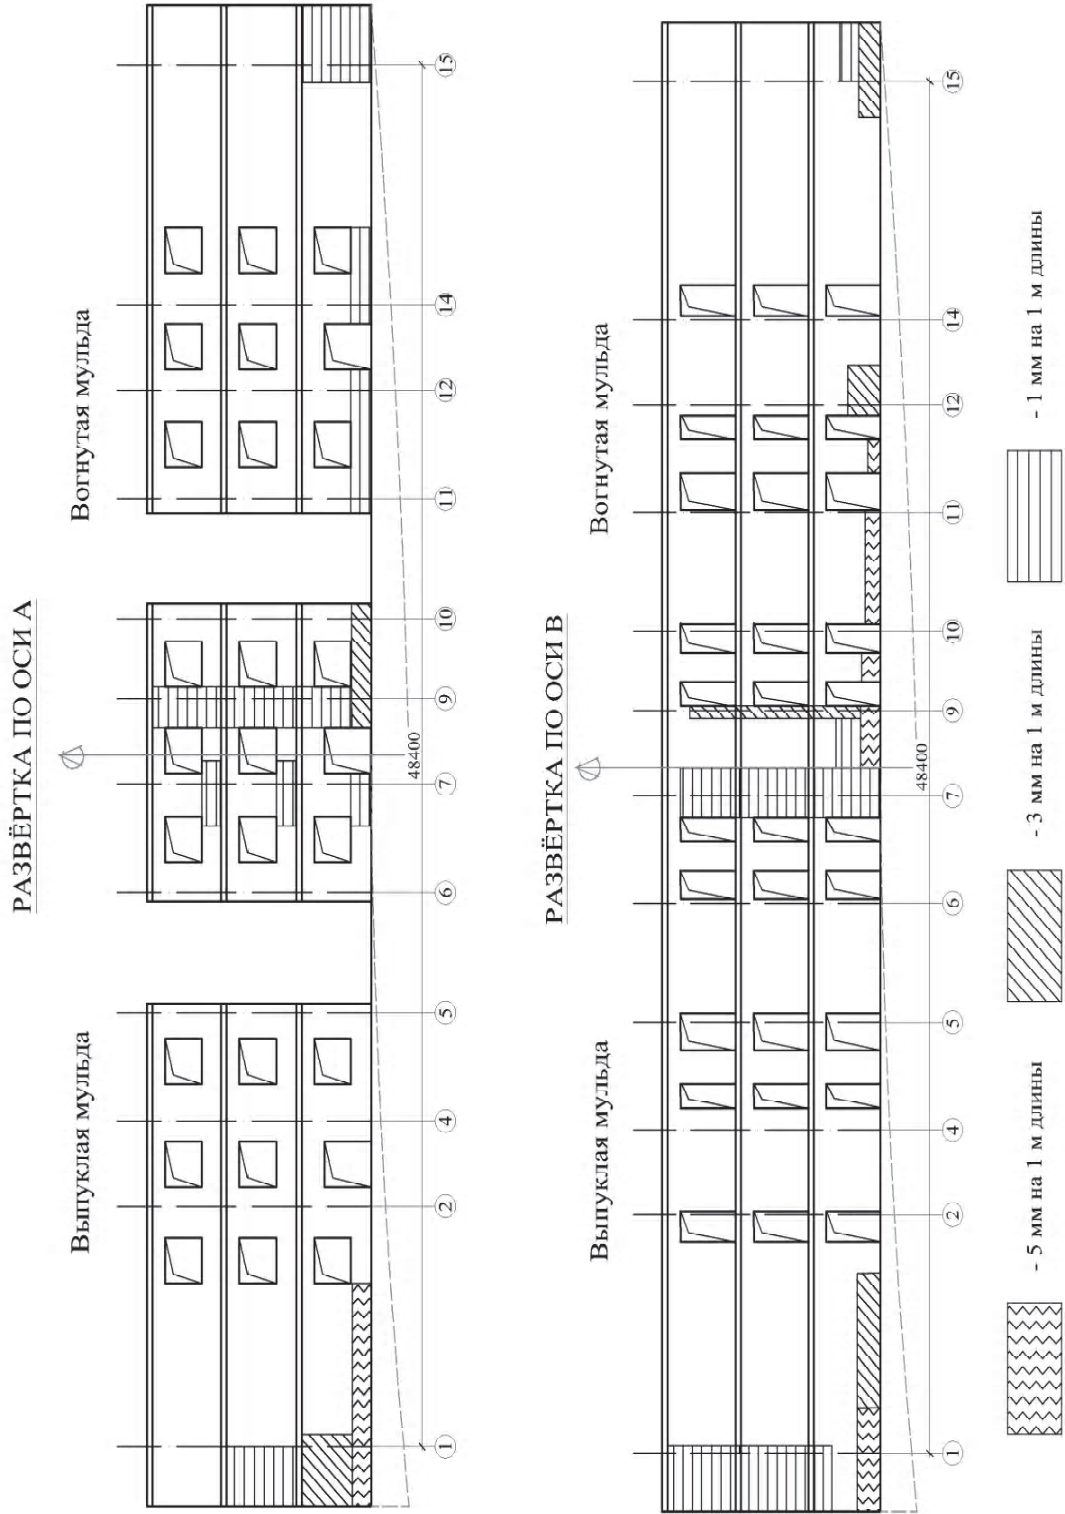 РАЗВЁРТКА ПО ОСИ А
Выпуклая мульда
Вогнутая мульда
48400
1
2
4
5
6
7
9
10
11
12
14
15
РАЗВЁРТКА ПО ОСИ В
Выпуклая мульда
Вогнутая мульда
48400
1
2
4
5
6
7
9
10
11
12
14
15
- 5 мм на 1 м длины
- 3 мм на 1 м длины
- 1 мм на 1 м длины